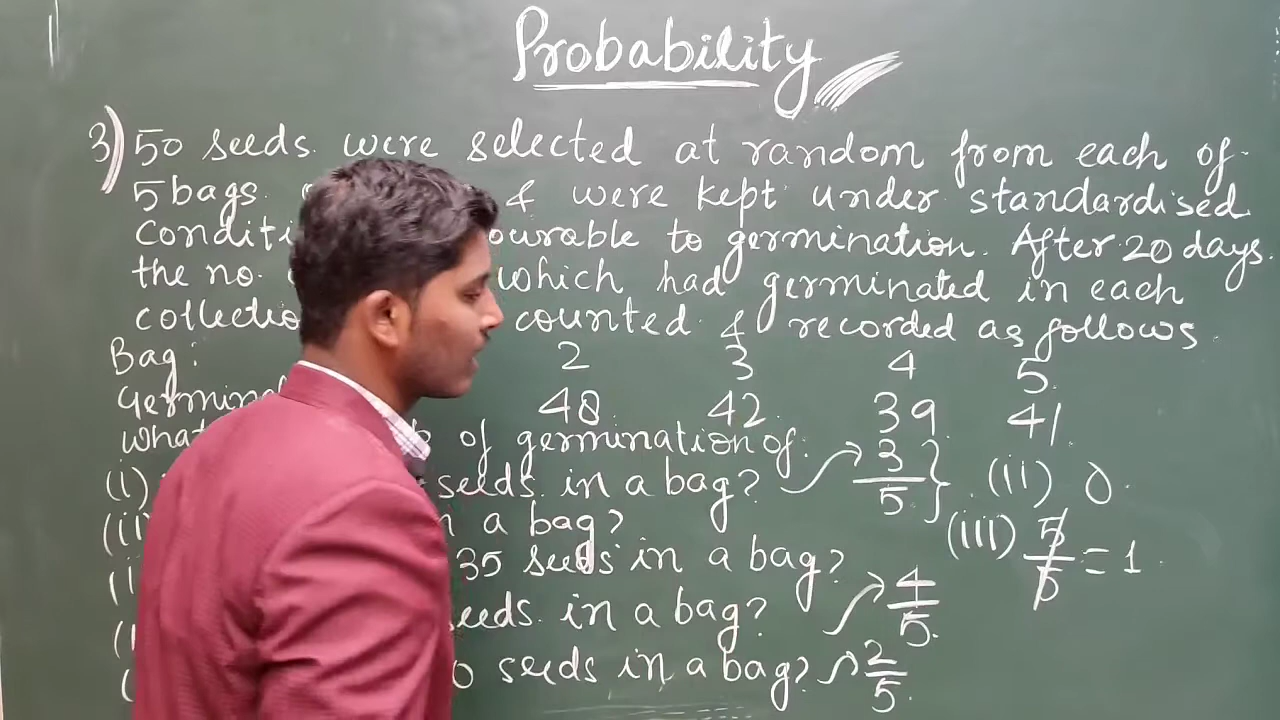 Probability
3) 50 seeds were selected at random from each of
5 bags & were kept under standardised
Conditi ourable to germination. After 20 days.
the no. which had germinated in each
collectio counted & recorded as follows.
Bag: 2 3 4 5
Germin 48 42 39 41
What of germination of
(i) seeds in a bag? 3/5 (ii) 0
(ii) in a bag? (iii) 5/5 = 1
35 seeds in a bag?
seeds in a bag? 4/5
0 seeds in a bag? 2/5